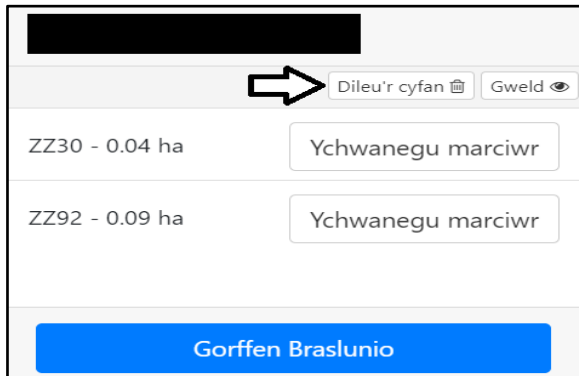 Dileu'r cyfan Gweld
ZZ30 - 0.04 ha Ychwanegu marciwr
ZZ92 - 0.09 ha Ychwanegu marciwr
Gorffen Braslunio